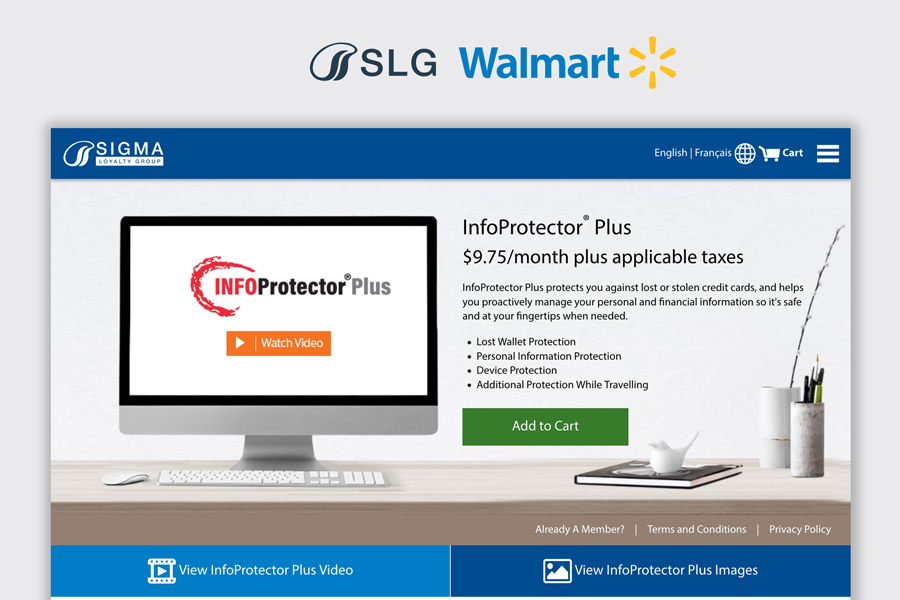 SLG Walmart
SIGMA
LOYALTY GROUP
English | Français Cart
InfoProtector® Plus
$9.75/month plus applicable taxes
InfoProtector Plus protects you against lost or stolen credit cards, and helps
you proactively manage your personal and financial information so it's safe
and at your fingertips when needed.
• Lost Wallet Protection
• Personal Information Protection
• Device Protection
• Additional Protection While Travelling
Add to Cart
INFOProtector® Plus
Watch Video
Already A Member? | Terms and Conditions | Privacy Policy
View InfoProtector Plus Video
View InfoProtector Plus Images